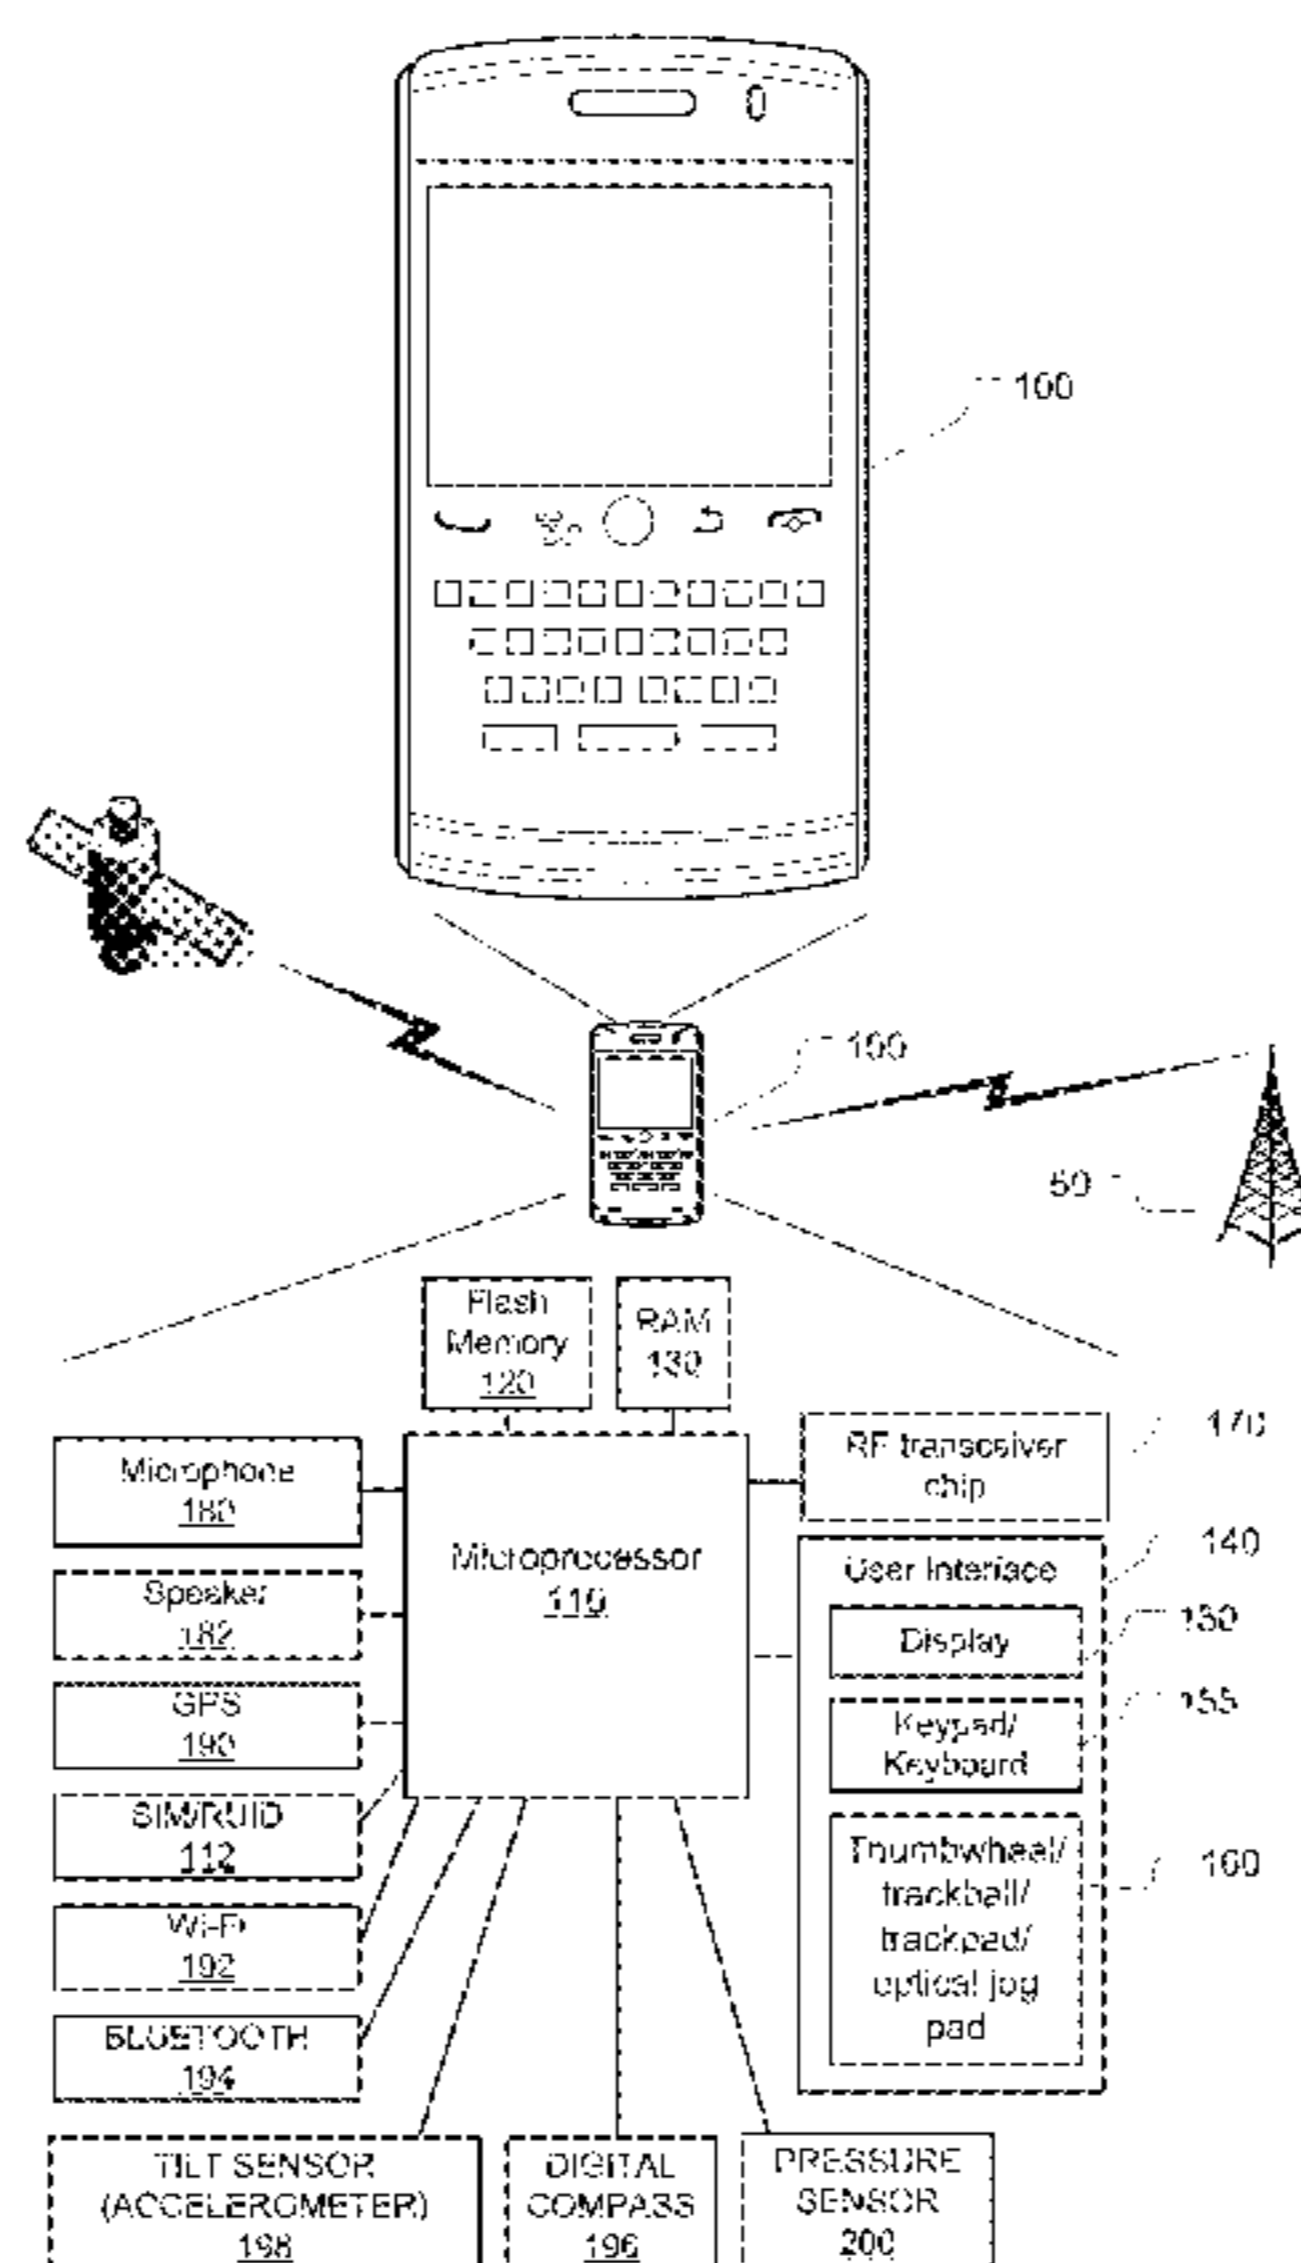 100
100
50
Flash
Memory
120
RAM
130
Microphone
180
Speaker
182
GPS
190
SIM/RUID
112
Wi-Fi
192
BLUETOOTH
194
Microprocessor
110
RF transceiver
chip
170
User Interface
140
Display
150
Keypad/
Keyboard
155
Thumbwheel/
trackball/
trackpad/
optical jog
pad
160
TILT SENSOR
(ACCELEROMETER)
198
DIGITAL
COMPASS
196
PRESSURE
SENSOR
200